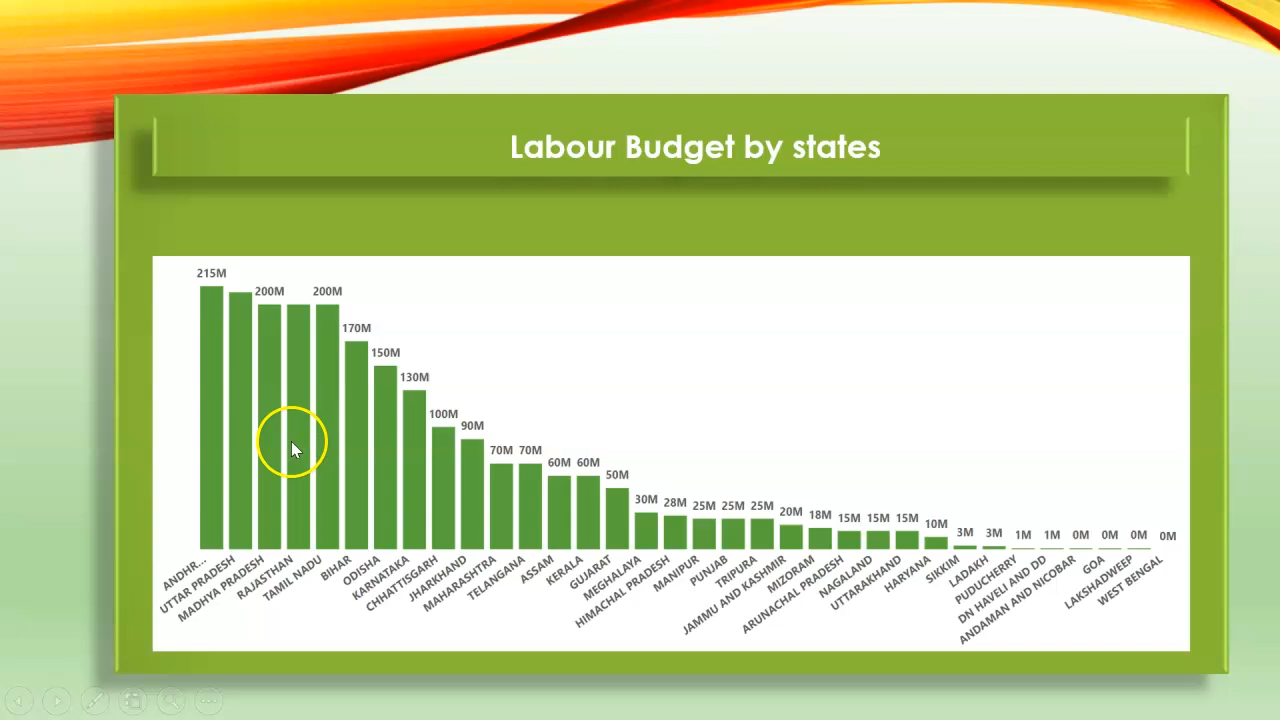 Labour Budget by states
215M
200M
200M
170M
150M
130M
100M
90M
70M
70M
60M
60M
50M
30M
28M
25M
25M
25M
20M
18M
15M
15M
15M
10M
3M
3M
1M
1M
0M
0M
0M
0M
ANDHR...
UTTAR PRADESH
MADHYA PRADESH
RAJASTHAN
TAMIL NADU
BIHAR
ODISHA
KARNATAKA
CHHATTISGARH
JHARKHAND
MAHARASHTRA
TELANGANA
ASSAM
KERALA
GUJARAT
MEGHALAYA
HIMACHAL PRADESH
MANIPUR
PUNJAB
TRIPURA
JAMMU AND KASHMIR
MIZORAM
ARUNACHAL PRADESH
NAGALAND
UTTARAKHAND
HARYANA
SIKKIM
LADAKH
PUDUCHERRY
DN HAVELI AND DD
ANDAMAN AND NICOBAR
GOA
LAKSHADWEEP
WEST BENGAL